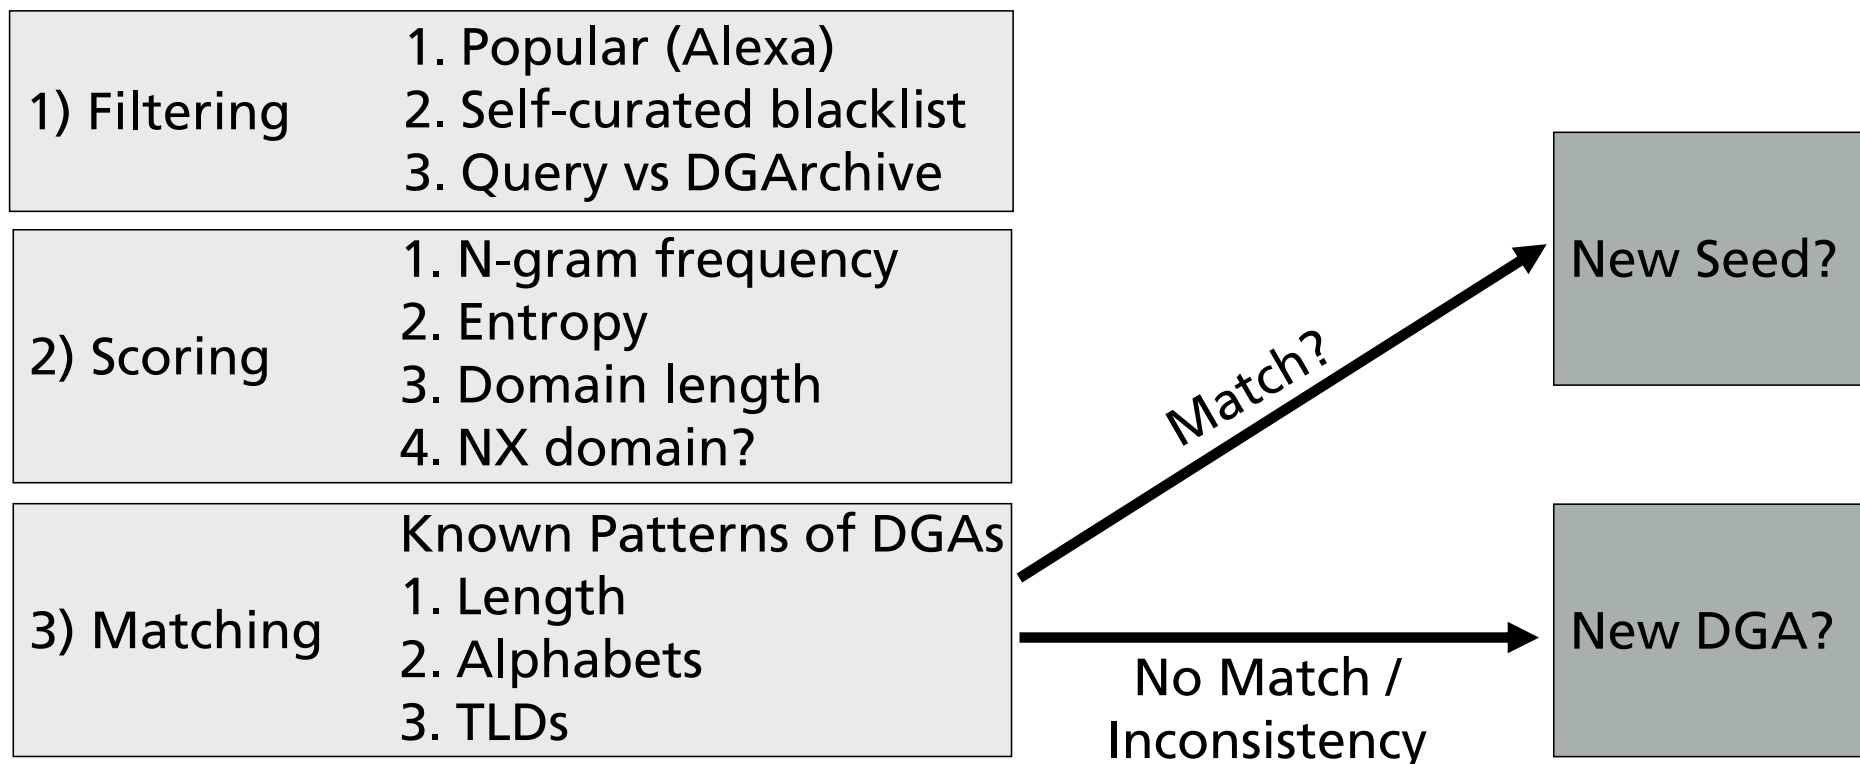 1) Filtering
1. Popular (Alexa)
2. Self-curated blacklist
3. Query vs DGArchive
2) Scoring
1. N-gram frequency
2. Entropy
3. Domain length
4. NX domain?
3) Matching
Known Patterns of DGAs
1. Length
2. Alphabets
3. TLDs
Match?
New Seed?
No Match /
Inconsistency
New DGA?